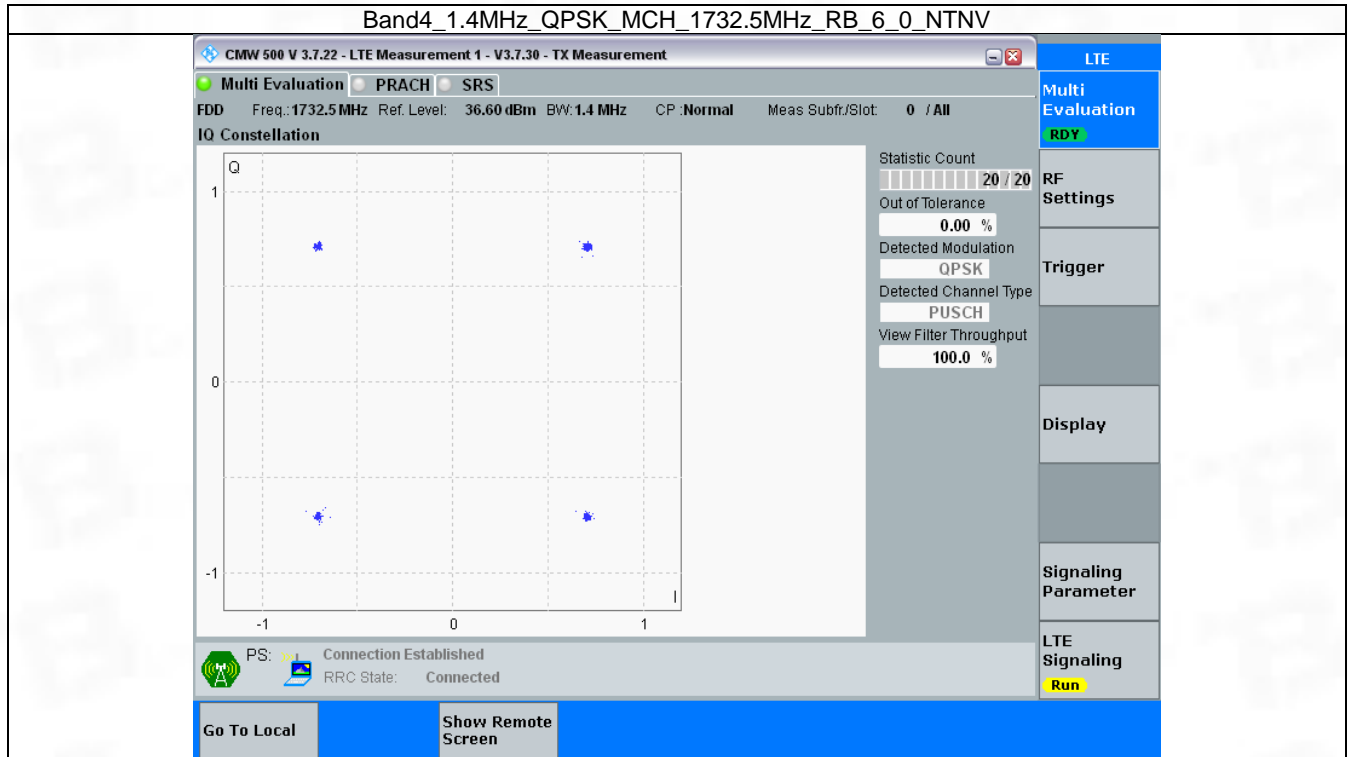 Band4_1.4MHz_QPSK_MCH_1732.5MHz_RB_6_0_NTNV
CMW 500 V 3.7.22 - LTE Measurement 1 - V3.7.30 - TX Measurement
LTE
Multi Evaluation PRACH SRS
Multi
Evaluation
RDY
FDD Freq.:1732.5 MHz Ref. Level: 36.60 dBm BW:1.4 MHz CP :Normal Meas Subfr./Slot: 0 / All
IQ Constellation
Q
1
0
-1
I
-1 0 1
Statistic Count
20 / 20
Out of Tolerance
0.00 %
Detected Modulation
QPSK
Detected Channel Type
PUSCH
View Filter Throughput
100.0 %
RF
Settings
Trigger
Display
Signaling
Parameter
LTE
Signaling
Run
PS: Connection Established
RRC State: Connected
Go To Local
Show Remote
Screen